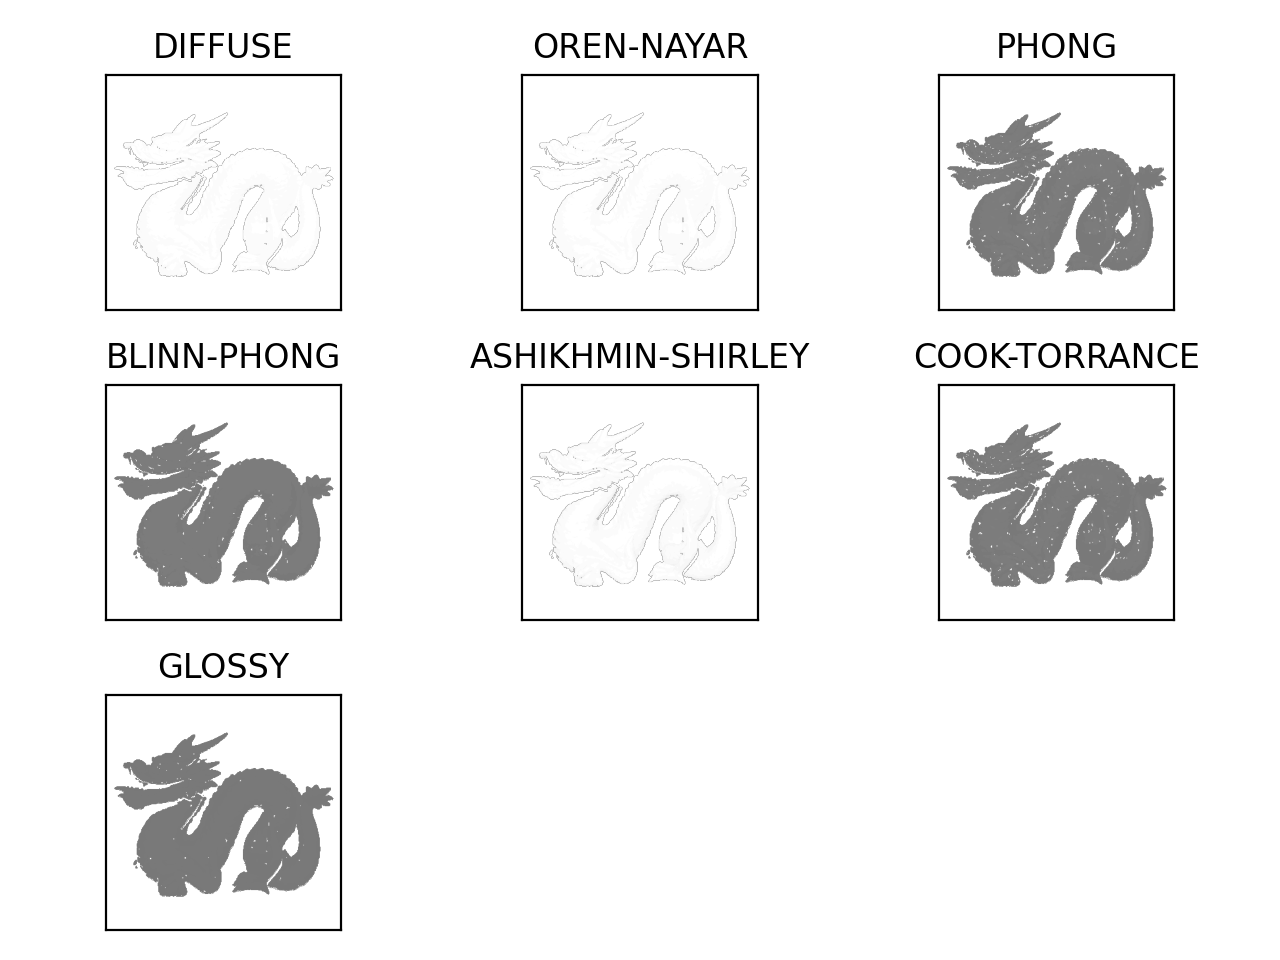 DIFFUSE
OREN-NAYAR
PHONG
BLINN-PHONG
ASHIKHMIN-SHIRLEY
COOK-TORRANCE
GLOSSY